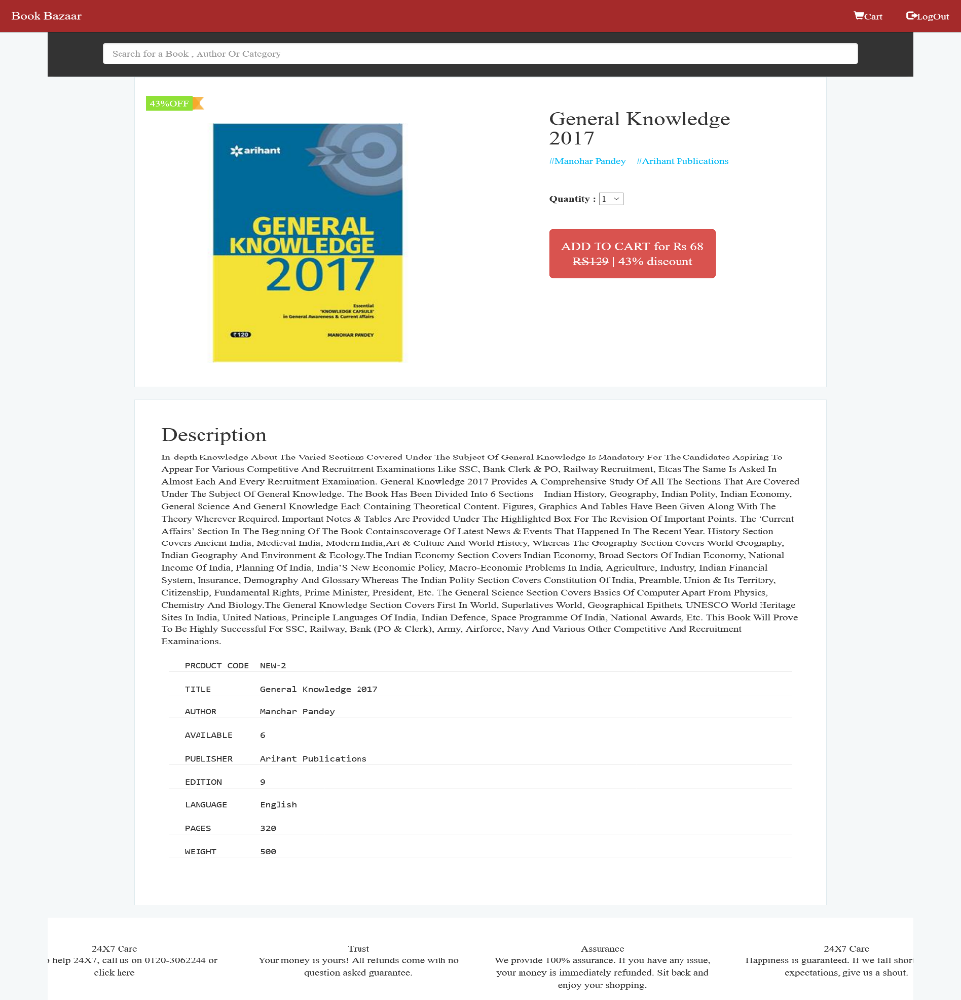 Book Bazaar
Cart
LogOut
Search for a Book , Author Or Category
43%OFF
arihant
GENERAL
KNOWLEDGE
2017
Essential
'KNOWLEDGE CAPSULE'
in General Awareness & Current Affairs
₹ 120
MANOHAR PANDEY
General Knowledge
2017
#Manohar Pandey #Arihant Publications
Quantity : 1
ADD TO CART for Rs 68
RS129 | 43% discount
Description
In-depth Knowledge About The Varied Sections Covered Under The Subject Of General Knowledge Is Mandatory For The Candidates Aspiring To
Appear For Various Competitive And Recruitment Examinations Like SSC, Bank Clerk & PO, Railway Recruitment, Etcas The Same Is Asked In
Almost Each And Every Recruitment Examination. General Knowledge 2017 Provides A Comprehensive Study Of All The Sections That Are Covered
Under The Subject Of General Knowledge. The Book Has Been Divided Into 6 Sections Indian History, Geography, Indian Polity, Indian Economy,
General Science And General Knowledge Each Containing Theoretical Content. Figures, Graphics And Tables Have Been Given Along With The
Theory Wherever Required. Important Notes & Tables Are Provided Under The Highlighted Box For The Revision Of Important Points. The 'Current
Affairs' Section In The Beginning Of The Book Containscoverage Of Latest News & Events That Happened In The Recent Year. History Section
Covers Ancient India, Medieval India, Modern India,Art & Culture And World History, Whereas The Geography Section Covers World Geography,
Indian Geography And Environment & Ecology.The Indian Economy Section Covers Indian Economy, Broad Sectors Of Indian Economy, National
Income Of India, Planning Of India, India'S New Economic Policy, Macro-Economic Problems In India, Agriculture, Industry, Indian Financial
System, Insurance, Demography And Glossary Whereas The Indian Polity Section Covers Constitution Of India, Preamble, Union & Its Territory,
Citizenship, Fundamental Rights, Prime Minister, President, Etc. The General Science Section Covers Basics Of Computer Apart From Physics,
Chemistry And Biology.The General Knowledge Section Covers First In World, Superlatives World, Geographical Epithets, UNESCO World Heritage
Sites In India, United Nations, Principle Languages Of India, Indian Defence, Space Programme Of India, National Awards, Etc. This Book Will Prove
To Be Highly Successful For SSC, Railway, Bank (PO & Clerk), Army, Airforce, Navy And Various Other Competitive And Recruitment
Examinations.
PRODUCT CODE NEW-2
TITLE General Knowledge 2017
AUTHOR Manohar Pandey
AVAILABLE 6
PUBLISHER Arihant Publications
EDITION 9
LANGUAGE English
PAGES 320
WEIGHT 500
24X7 Care
help 24X7, call us on 0120-3062244 or
click here
Trust
Your money is yours! All refunds come with no
question asked guarantee.
Assurance
We provide 100% assurance. If you have any issue,
your money is immediately refunded. Sit back and
enjoy your shopping.
24X7 Care
Happiness is guaranteed. If we fall shor
expectations, give us a shout.